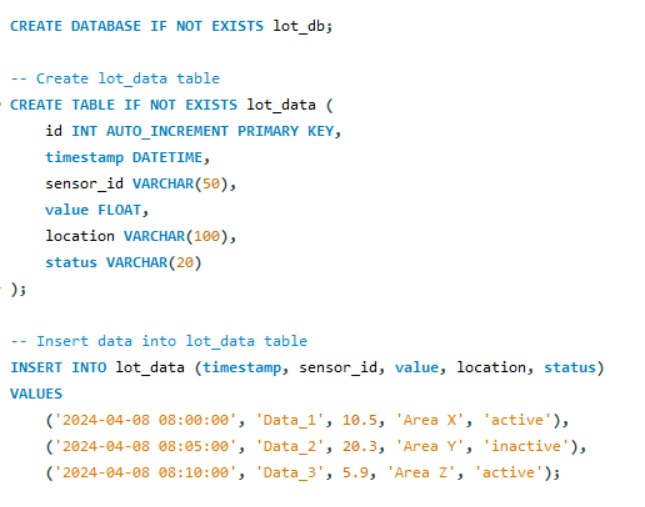 CREATE DATABASE IF NOT EXISTS lot_db;
-- Create lot_data table
CREATE TABLE IF NOT EXISTS lot_data (
id INT AUTO_INCREMENT PRIMARY KEY,
timestamp DATETIME,
sensor_id VARCHAR(50),
value FLOAT,
location VARCHAR(100),
status VARCHAR(20)
);
-- Insert data into lot_data table
INSERT INTO lot_data (timestamp, sensor_id, value, location, status)
VALUES
('2024-04-08 08:00:00', 'Data_1', 10.5, 'Area X', 'active'),
('2024-04-08 08:05:00', 'Data_2', 20.3, 'Area Y', 'inactive'),
('2024-04-08 08:10:00', 'Data_3', 5.9, 'Area Z', 'active');